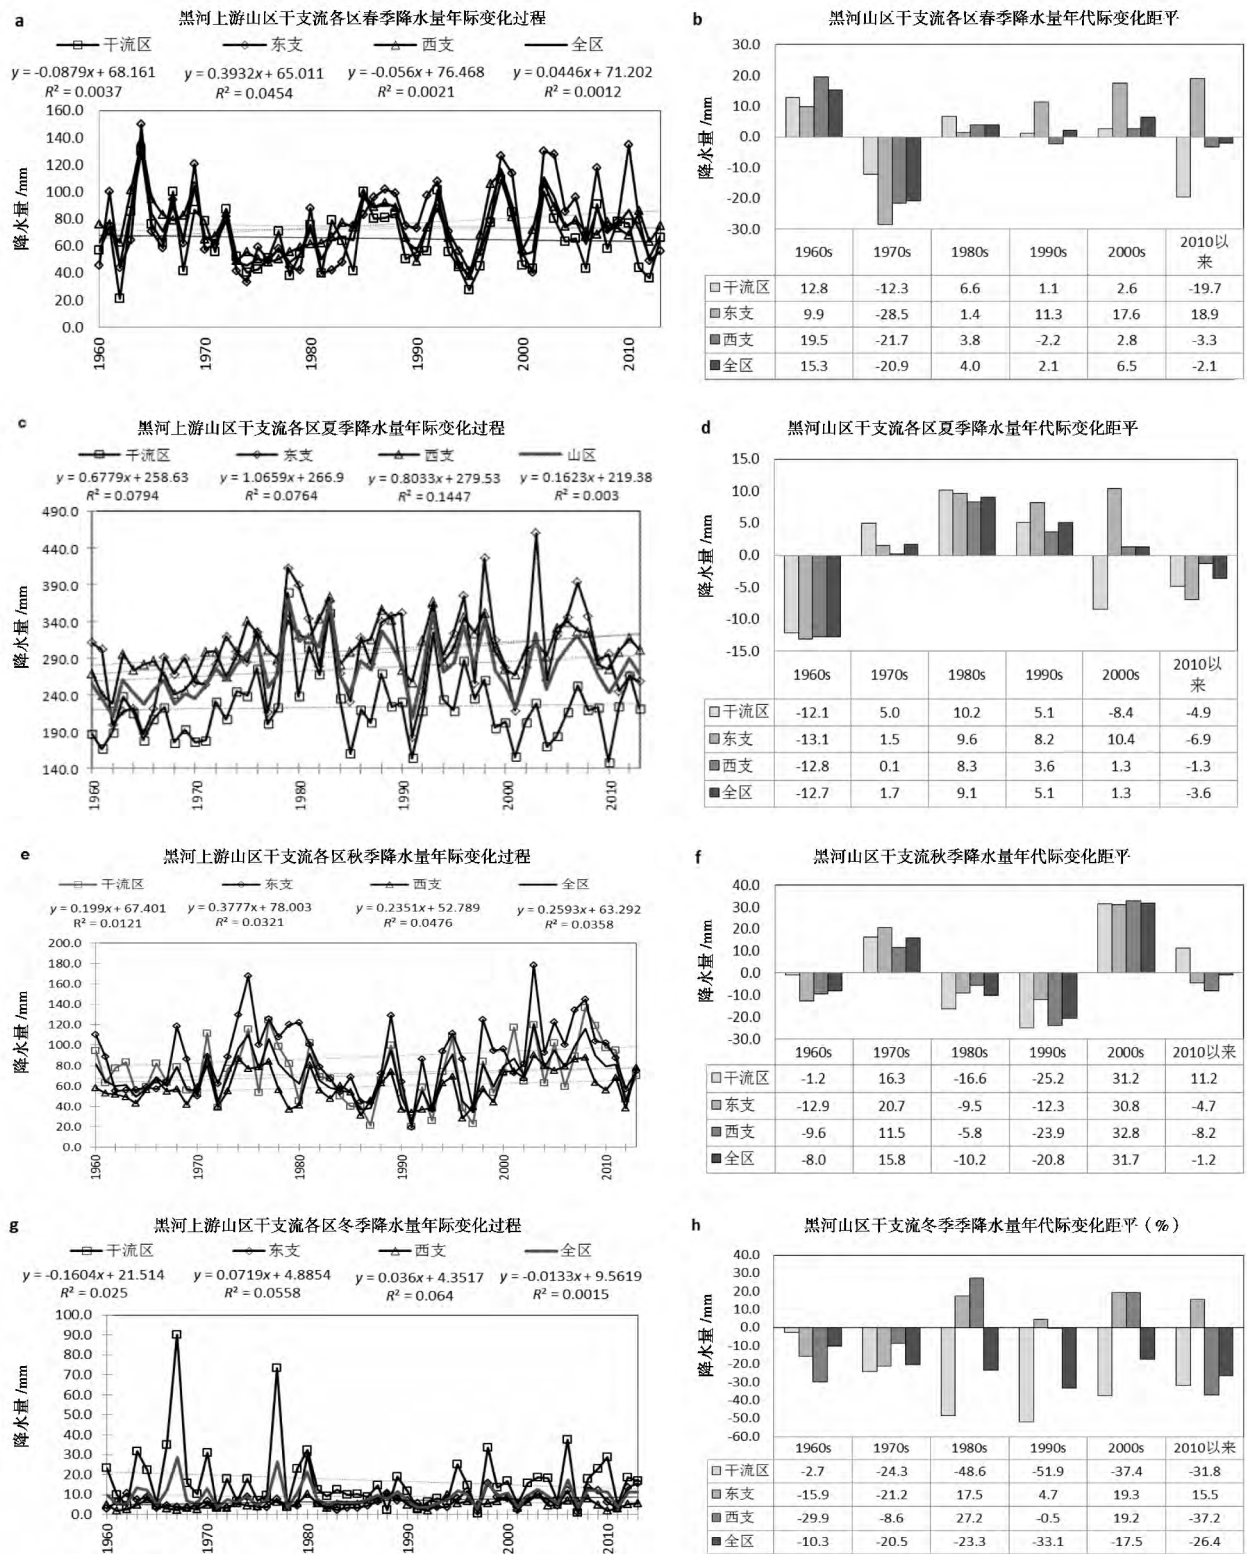 a
黑河上游山区干支流各区春季降水量年际变化过程
干流区 东支 西支 全区
y = -0.0879x + 68.161 y = 0.3932x + 65.011 y = -0.056x + 76.468 y = 0.0446x + 71.202
R² = 0.0037 R² = 0.0454 R² = 0.0021 R² = 0.0012
降水量 /mm
160.0
140.0
120.0
100.0
80.0
60.0
40.0
20.0
0.0
1960 1970 1980 1990 2000 2010
b
黑河山区干支流各区春季降水量年代际变化距平
降水量 /mm
30.0
20.0
10.0
0.0
-10.0
-20.0
-30.0
1960s 1970s 1980s 1990s 2000s 2010以来
干流区 12.8 -12.3 6.6 1.1 2.6 -19.7
东支 9.9 -28.5 1.4 11.3 17.6 18.9
西支 19.5 -21.7 3.8 -2.2 2.8 -3.3
全区 15.3 -20.9 4.0 2.1 6.5 -2.1
c
黑河上游山区干支流各区夏季降水量年际变化过程
干流区 东支 西支 山区
y = 0.6779x + 258.63 y = 1.0659x + 266.9 y = 0.8033x + 279.53 y = 0.1623x + 219.38
R² = 0.0794 R² = 0.0764 R² = 0.1447 R² = 0.003
降水量 /mm
490.0
440.0
390.0
340.0
290.0
240.0
190.0
140.0
1960 1970 1980 1990 2000 2010
d
黑河山区干支流各区夏季降水量年代际变化距平
降水量 /mm
15.0
10.0
5.0
0.0
-5.0
-10.0
-15.0
1960s 1970s 1980s 1990s 2000s 2010以来
干流区 -12.1 5.0 10.2 5.1 -8.4 -4.9
东支 -13.1 1.5 9.6 8.2 10.4 -6.9
西支 -12.8 0.1 8.3 3.6 1.3 -1.3
全区 -12.7 1.7 9.1 5.1 1.3 -3.6
e
黑河上游山区干支流各区秋季降水量年际变化过程
干流区 东支 西支 全区
y = 0.199x + 67.401 y = 0.3777x + 78.003 y = 0.2351x + 52.789 y = 0.2593x + 63.292
R² = 0.0121 R² = 0.0321 R² = 0.0476 R² = 0.0358
降水量 /mm
200.0
180.0
160.0
140.0
120.0
100.0
80.0
60.0
40.0
20.0
0.0
1960 1970 1980 1990 2000 2010
f
黑河山区干支流秋季降水量年代际变化距平
降水量 /mm
40.0
30.0
20.0
10.0
0.0
-10.0
-20.0
-30.0
1960s 1970s 1980s 1990s 2000s 2010以来
干流区 -1.2 16.3 -16.6 -25.2 31.2 11.2
东支 -12.9 20.7 -9.5 -12.3 30.8 -4.7
西支 -9.6 11.5 -5.8 -23.9 32.8 -8.2
全区 -8.0 15.8 -10.2 -20.8 31.7 -1.2
g
黑河上游山区干支流各区冬季降水量年际变化过程
干流区 东支 西支 全区
y = -0.1604x + 21.514 y = 0.0719x + 4.8854 y = 0.036x + 4.3517 y = -0.0133x + 9.5619
R² = 0.025 R² = 0.0558 R² = 0.064 R² = 0.0015
降水量 /mm
100.0
90.0
80.0
70.0
60.0
50.0
40.0
30.0
20.0
10.0
0.0
1960 1970 1980 1990 2000 2010
h
黑河山区干支流冬季季降水量年代际变化距平（%）
降水量 /mm
40.0
30.0
20.0
10.0
0.0
-10.0
-20.0
-30.0
-40.0
-50.0
-60.0
1960s 1970s 1980s 1990s 2000s 2010以来
干流区 -2.7 -24.3 -48.6 -51.9 -37.4 -31.8
东支 -15.9 -21.2 17.5 4.7 19.3 15.5
西支 -29.9 -8.6 27.2 -0.5 19.2 -37.2
全区 -10.3 -20.5 -23.3 -33.1 -17.5 -26.4